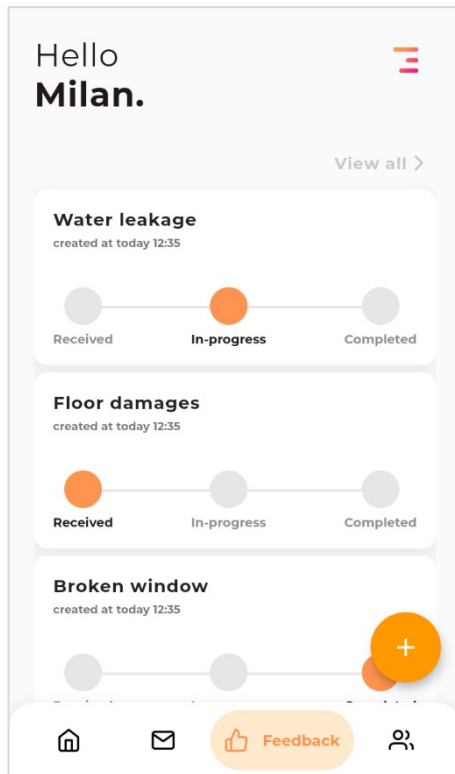 Hello
Milan.
View all
Water leakage
created at today 12:35
Received In-progress Completed
Floor damages
created at today 12:35
Received In-progress Completed
Broken window
created at today 12:35
Feedback